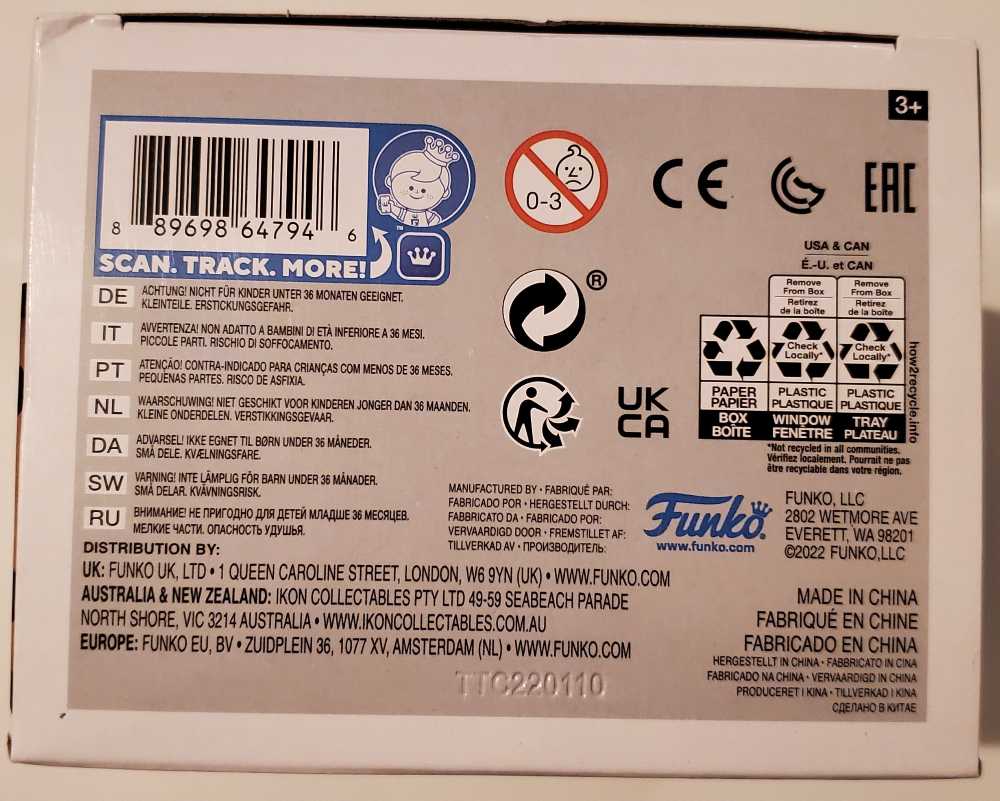 3+
8 89698 64794 6
™
SCAN. TRACK. MORE!
0-3
CE
EAC
®
UK
CA
USA & CAN
É.-U. et CAN
Remove
From Box
Retirez
de la boîte
Remove
From Box
Retirez
de la boîte
Check
Locally*
Check
Locally*
PAPER
PAPIER
PLASTIC
PLASTIQUE
PLASTIC
PLASTIQUE
BOX
BOÎTE
WINDOW
FENÊTRE
TRAY
PLATEAU
how2recycle.info
*Not recycled in all communities.
Vérifiez localement. Pourrait ne pas
être recyclable dans votre région.
DE ACHTUNG! NICHT FÜR KINDER UNTER 36 MONATEN GEEIGNET.
KLEINTEILE. ERSTICKUNGSGEFAHR.
IT AVVERTENZA! NON ADATTO A BAMBINI DI ETÀ INFERIORE A 36 MESI.
PICCOLE PARTI. RISCHIO DI SOFFOCAMENTO.
PT ATENÇÃO! CONTRA-INDICADO PARA CRIANÇAS COM MENOS DE 36 MESES.
PEQUENAS PARTES. RISCO DE ASFIXIA.
NL WAARSCHUWING! NIET GESCHIKT VOOR KINDEREN JONGER DAN 36 MAANDEN.
KLEINE ONDERDELEN. VERSTIKKINGSGEVAAR.
DA ADVARSEL! IKKE EGNET TIL BØRN UNDER 36 MÅNEDER.
SMÅ DELE. KVÆLNINGSFARE.
SW VARNING! INTE LÄMPLIG FÖR BARN UNDER 36 MÅNADER.
SMÅ DELAR. KVÄVNINGSRISK.
RU ВНИМАНИЕ! НЕ ПРИГОДНО ДЛЯ ДЕТЕЙ МЛАДШЕ 36 МЕСЯЦЕВ.
МЕЛКИЕ ЧАСТИ. ОПАСНОСТЬ УДУШЬЯ.
MANUFACTURED BY • FABRIQUÉ PAR:
FABRICADO POR • HERGESTELLT DURCH:
FABBRICATO DA • FABRICADO POR:
VERVAARDIGD DOOR • FREMSTILLET AF:
TILLVERKAD AV • ПРОИЗВОДИТЕЛЬ:
Funko®
www.funko.com
FUNKO, LLC
2802 WETMORE AVE
EVERETT, WA 98201
©2022 FUNKO,LLC
DISTRIBUTION BY:
UK: FUNKO UK, LTD • 1 QUEEN CAROLINE STREET, LONDON, W6 9YN (UK) • WWW.FUNKO.COM
AUSTRALIA & NEW ZEALAND: IKON COLLECTABLES PTY LTD 49-59 SEABEACH PARADE
NORTH SHORE, VIC 3214 AUSTRALIA • WWW.IKONCOLLECTABLES.COM.AU
EUROPE: FUNKO EU, BV • ZUIDPLEIN 36, 1077 XV, AMSTERDAM (NL) • WWW.FUNKO.COM
MADE IN CHINA
FABRIQUÉ EN CHINE
FABRICADO EN CHINA
HERGESTELLT IN CHINA • FABBRICATO IN CINA
FABRICADO NA CHINA • VERVAARDIGD IN CHINA
PRODUCERET I KINA • TILLVERKAD I KINA
СДЕЛАНО В КИТАЕ
TTC220110